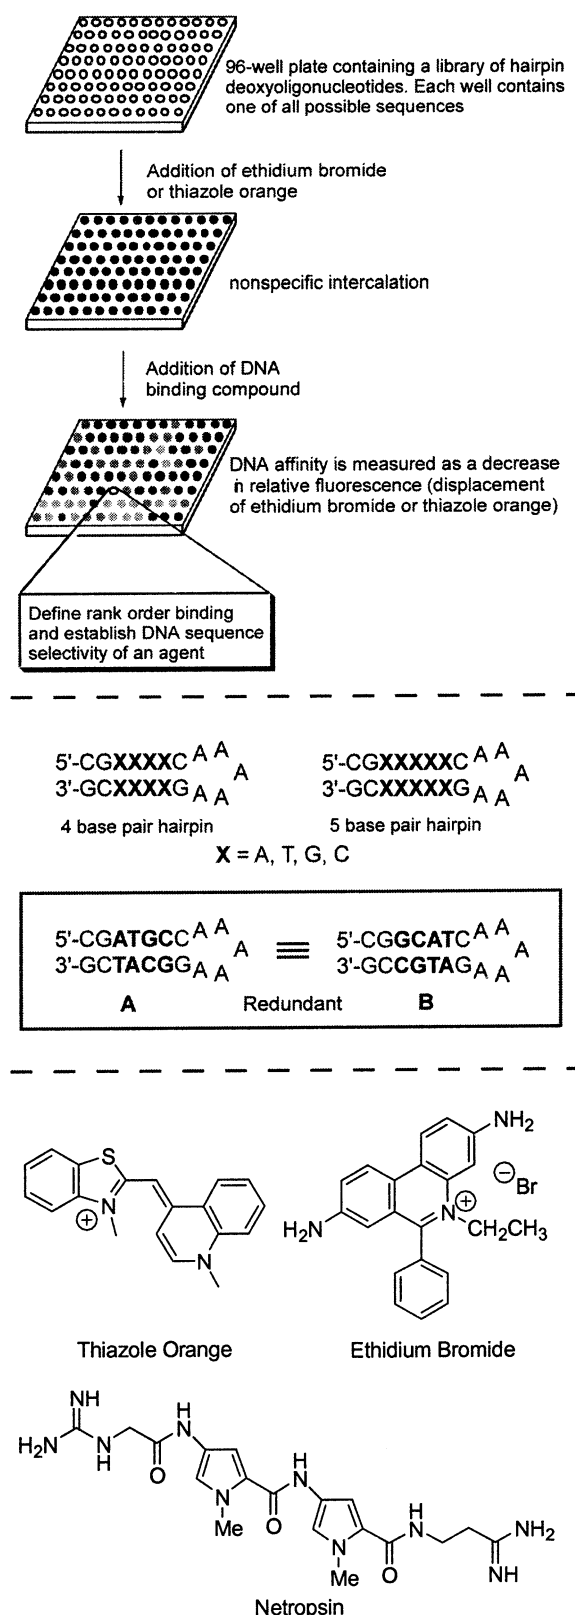 96-well plate containing a library of hairpin
deoxyoligonucleotides. Each well contains
one of all possible sequences
Addition of ethidium bromide
or thiazole orange
nonspecific intercalation
Addition of DNA
binding compound
DNA affinity is measured as a decrease
in relative fluorescence (displacement
of ethidium bromide or thiazole orange)
Define rank order binding
and establish DNA sequence
selectivity of an agent
5'-CGXXXXC A A A
3'-GCXXXXG A A
4 base pair hairpin
5'-CGXXXXXC A A A
3'-GCXXXXXG A A
5 base pair hairpin
X = A, T, G, C
5'-CGATGCC A A A
3'-GCTACGG A A
A
≡
5'-CGGCATC A A A
3'-GCCGTAG A A
B
Redundant
S
N
⊕
N
Thiazole Orange
NH2
⊖Br
H2N
N⊕
CH2CH3
Ethidium Bromide
NH
H2N
N
H
O
H
N
N
Me
O
H
N
N
Me
O
H
N
NH2
NH
Netropsin